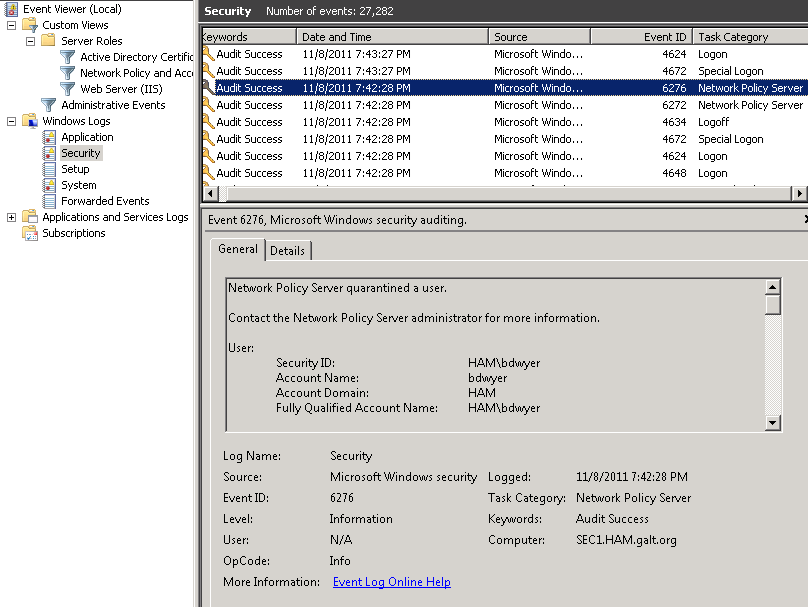 Event Viewer (Local)
Custom Views
Server Roles
Active Directory Certific
Network Policy and Acc
Web Server (IIS)
Administrative Events
Windows Logs
Application
Security
Setup
System
Forwarded Events
Applications and Services Logs
Subscriptions
Security Number of events: 27,282
Keywords Date and Time Source Event ID Task Category
Audit Success 11/8/2011 7:43:27 PM Microsoft Windo... 4624 Logon
Audit Success 11/8/2011 7:43:27 PM Microsoft Windo... 4672 Special Logon
Audit Success 11/8/2011 7:42:28 PM Microsoft Windo... 6276 Network Policy Server
Audit Success 11/8/2011 7:42:28 PM Microsoft Windo... 6272 Network Policy Server
Audit Success 11/8/2011 7:42:28 PM Microsoft Windo... 4634 Logoff
Audit Success 11/8/2011 7:42:28 PM Microsoft Windo... 4672 Special Logon
Audit Success 11/8/2011 7:42:28 PM Microsoft Windo... 4624 Logon
Audit Success 11/8/2011 7:42:28 PM Microsoft Windo... 4648 Logon
Event 6276, Microsoft Windows security auditing.
General Details
Network Policy Server quarantined a user.
Contact the Network Policy Server administrator for more information.
User:
Security ID: HAM\bdwyer
Account Name: bdwyer
Account Domain: HAM
Fully Qualified Account Name: HAM\bdwyer
Log Name: Security
Source: Microsoft Windows security Logged: 11/8/2011 7:42:28 PM
Event ID: 6276 Task Category: Network Policy Server
Level: Information Keywords: Audit Success
User: N/A Computer: SEC1.HAM.galt.org
OpCode: Info
More Information: Event Log Online Help